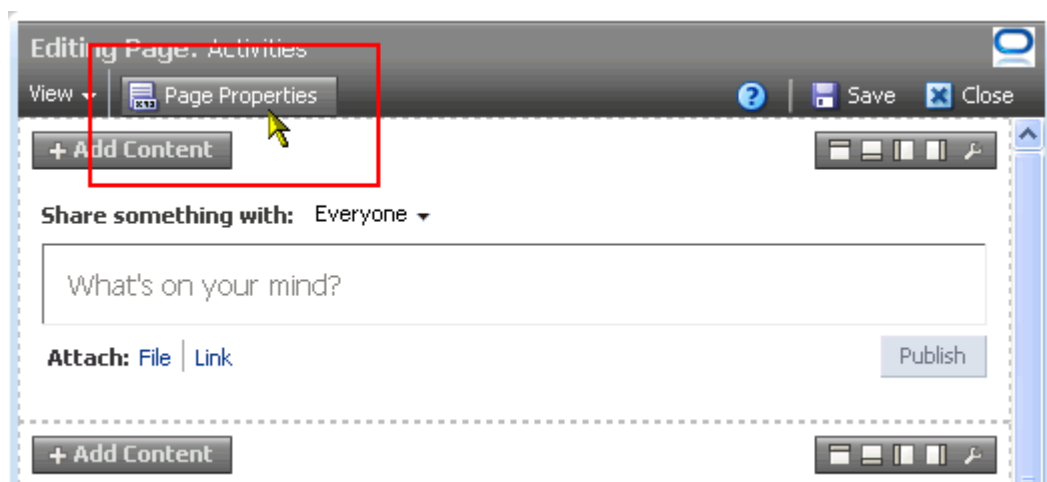 Editing Page: Activities
View Page Properties Save Close
+ Add Content
Share something with: Everyone
What's on your mind?
Attach: File Link Publish
+ Add Content